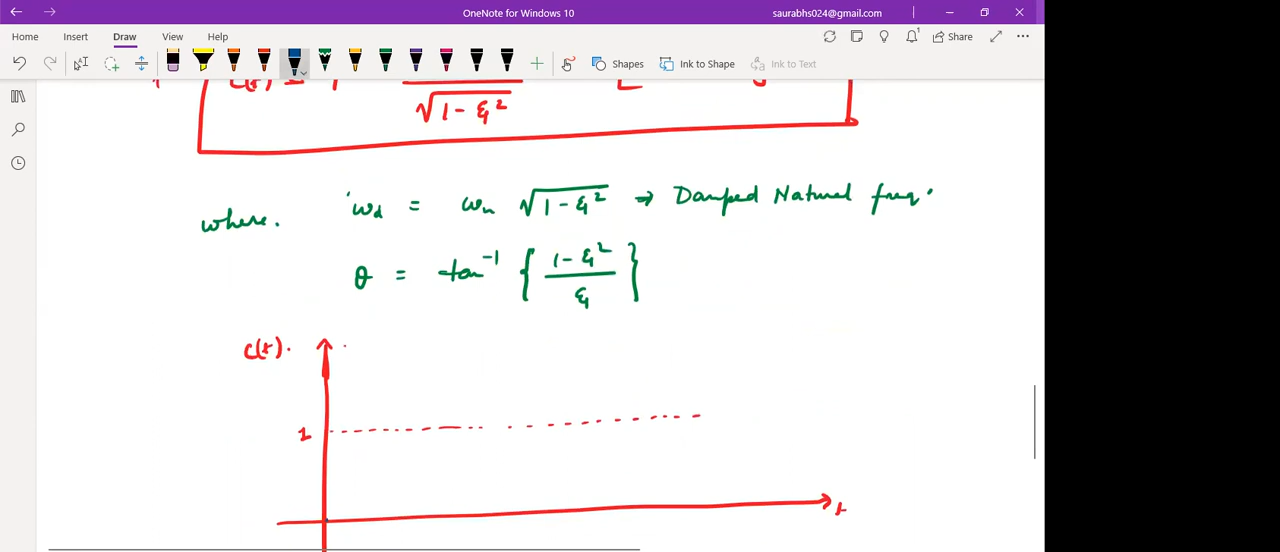 OneNote for Windows 10
saurabhs024@gmail.com
Home Insert Draw View Help
Share
Shapes
Ink to Shape
Ink to Text
c(t) = 1
√1-ξ²
where. ωd = ωn √1-ξ² → Damped Natural freq.
θ = tan⁻¹ { 1-ξ² / ξ }
c(t).
1
t